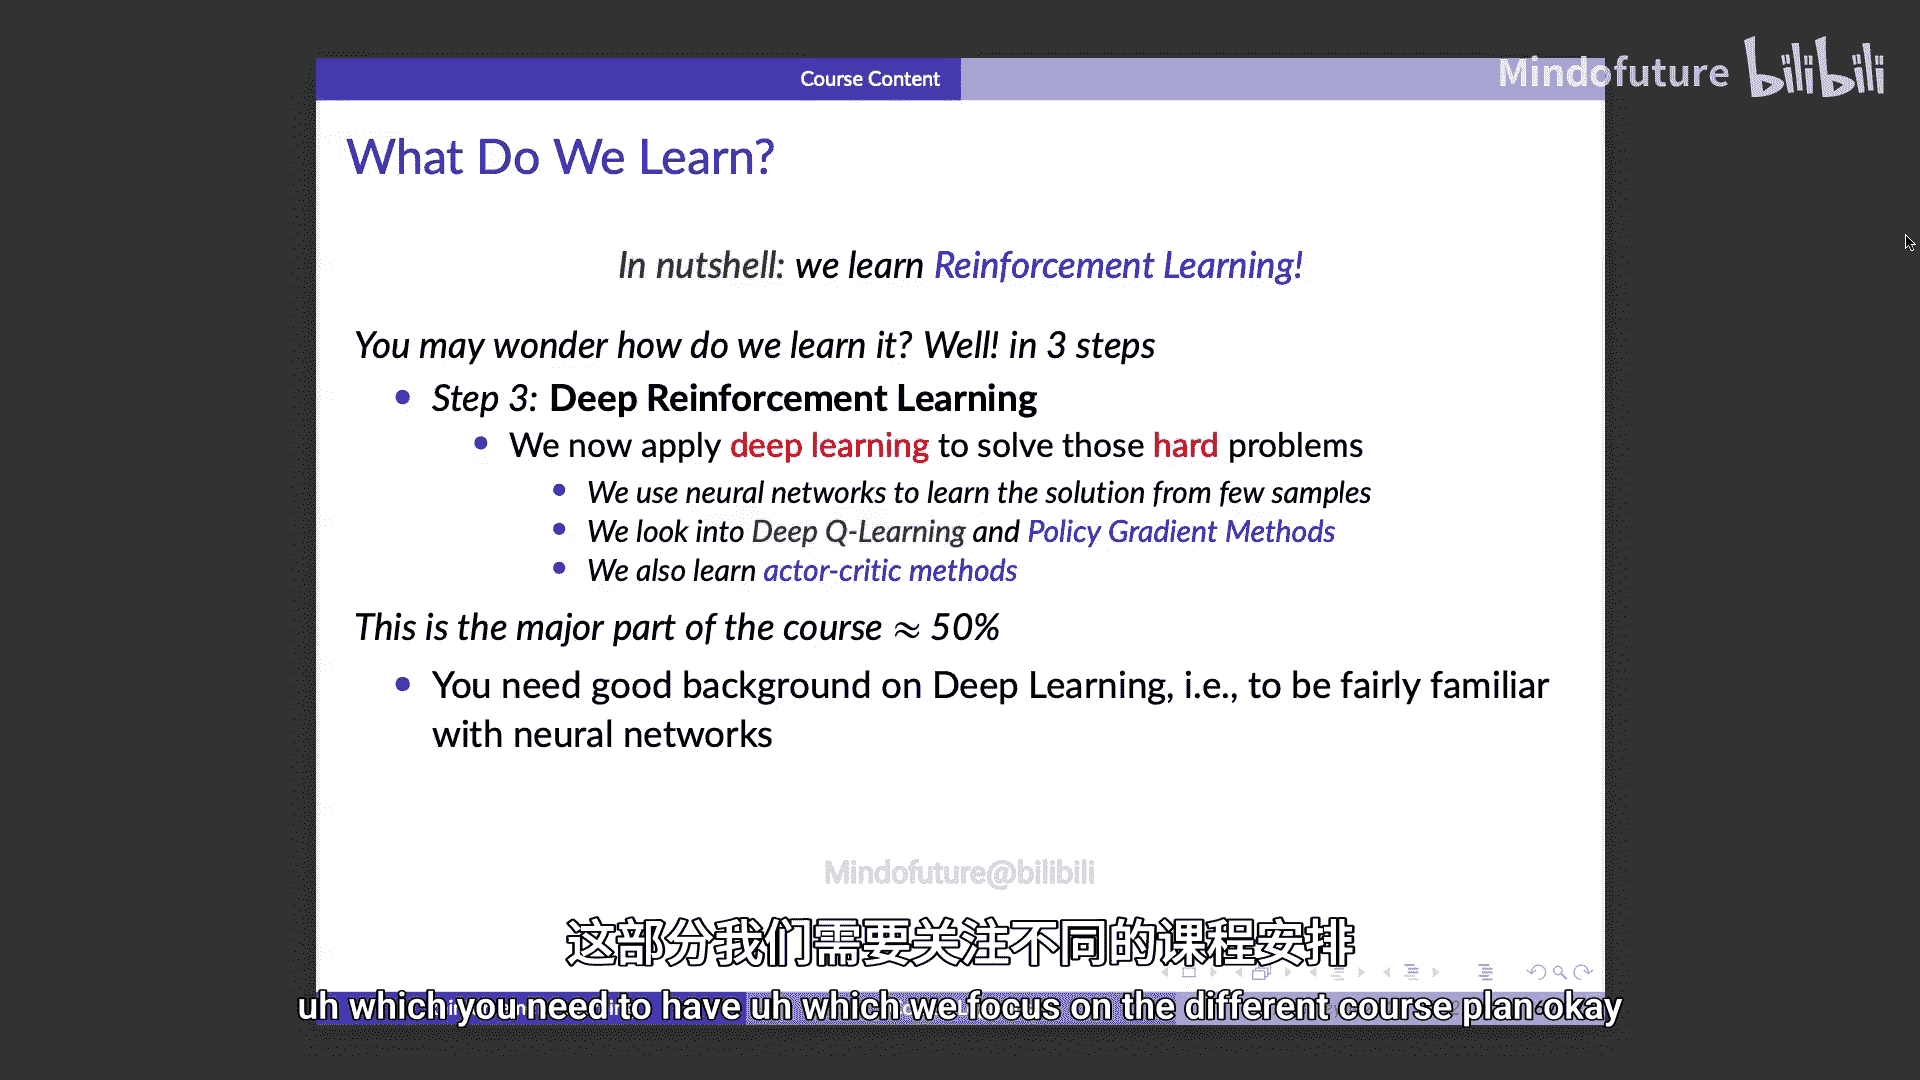 Course Content
Mindofuture bilibili
What Do We Learn?
In nutshell: we learn Reinforcement Learning!
You may wonder how do we learn it? Well! in 3 steps
Step 3: Deep Reinforcement Learning
We now apply deep learning to solve those hard problems
We use neural networks to learn the solution from few samples
We look into Deep Q-Learning and Policy Gradient Methods
We also learn actor-critic methods
This is the major part of the course ≈ 50%
You need good background on Deep Learning, i.e., to be fairly familiar
with neural networks
Mindofuture@bilibili
这部分我们需要关注不同的课程安排
uh which you need to have uh which we focus on the different course plan okay